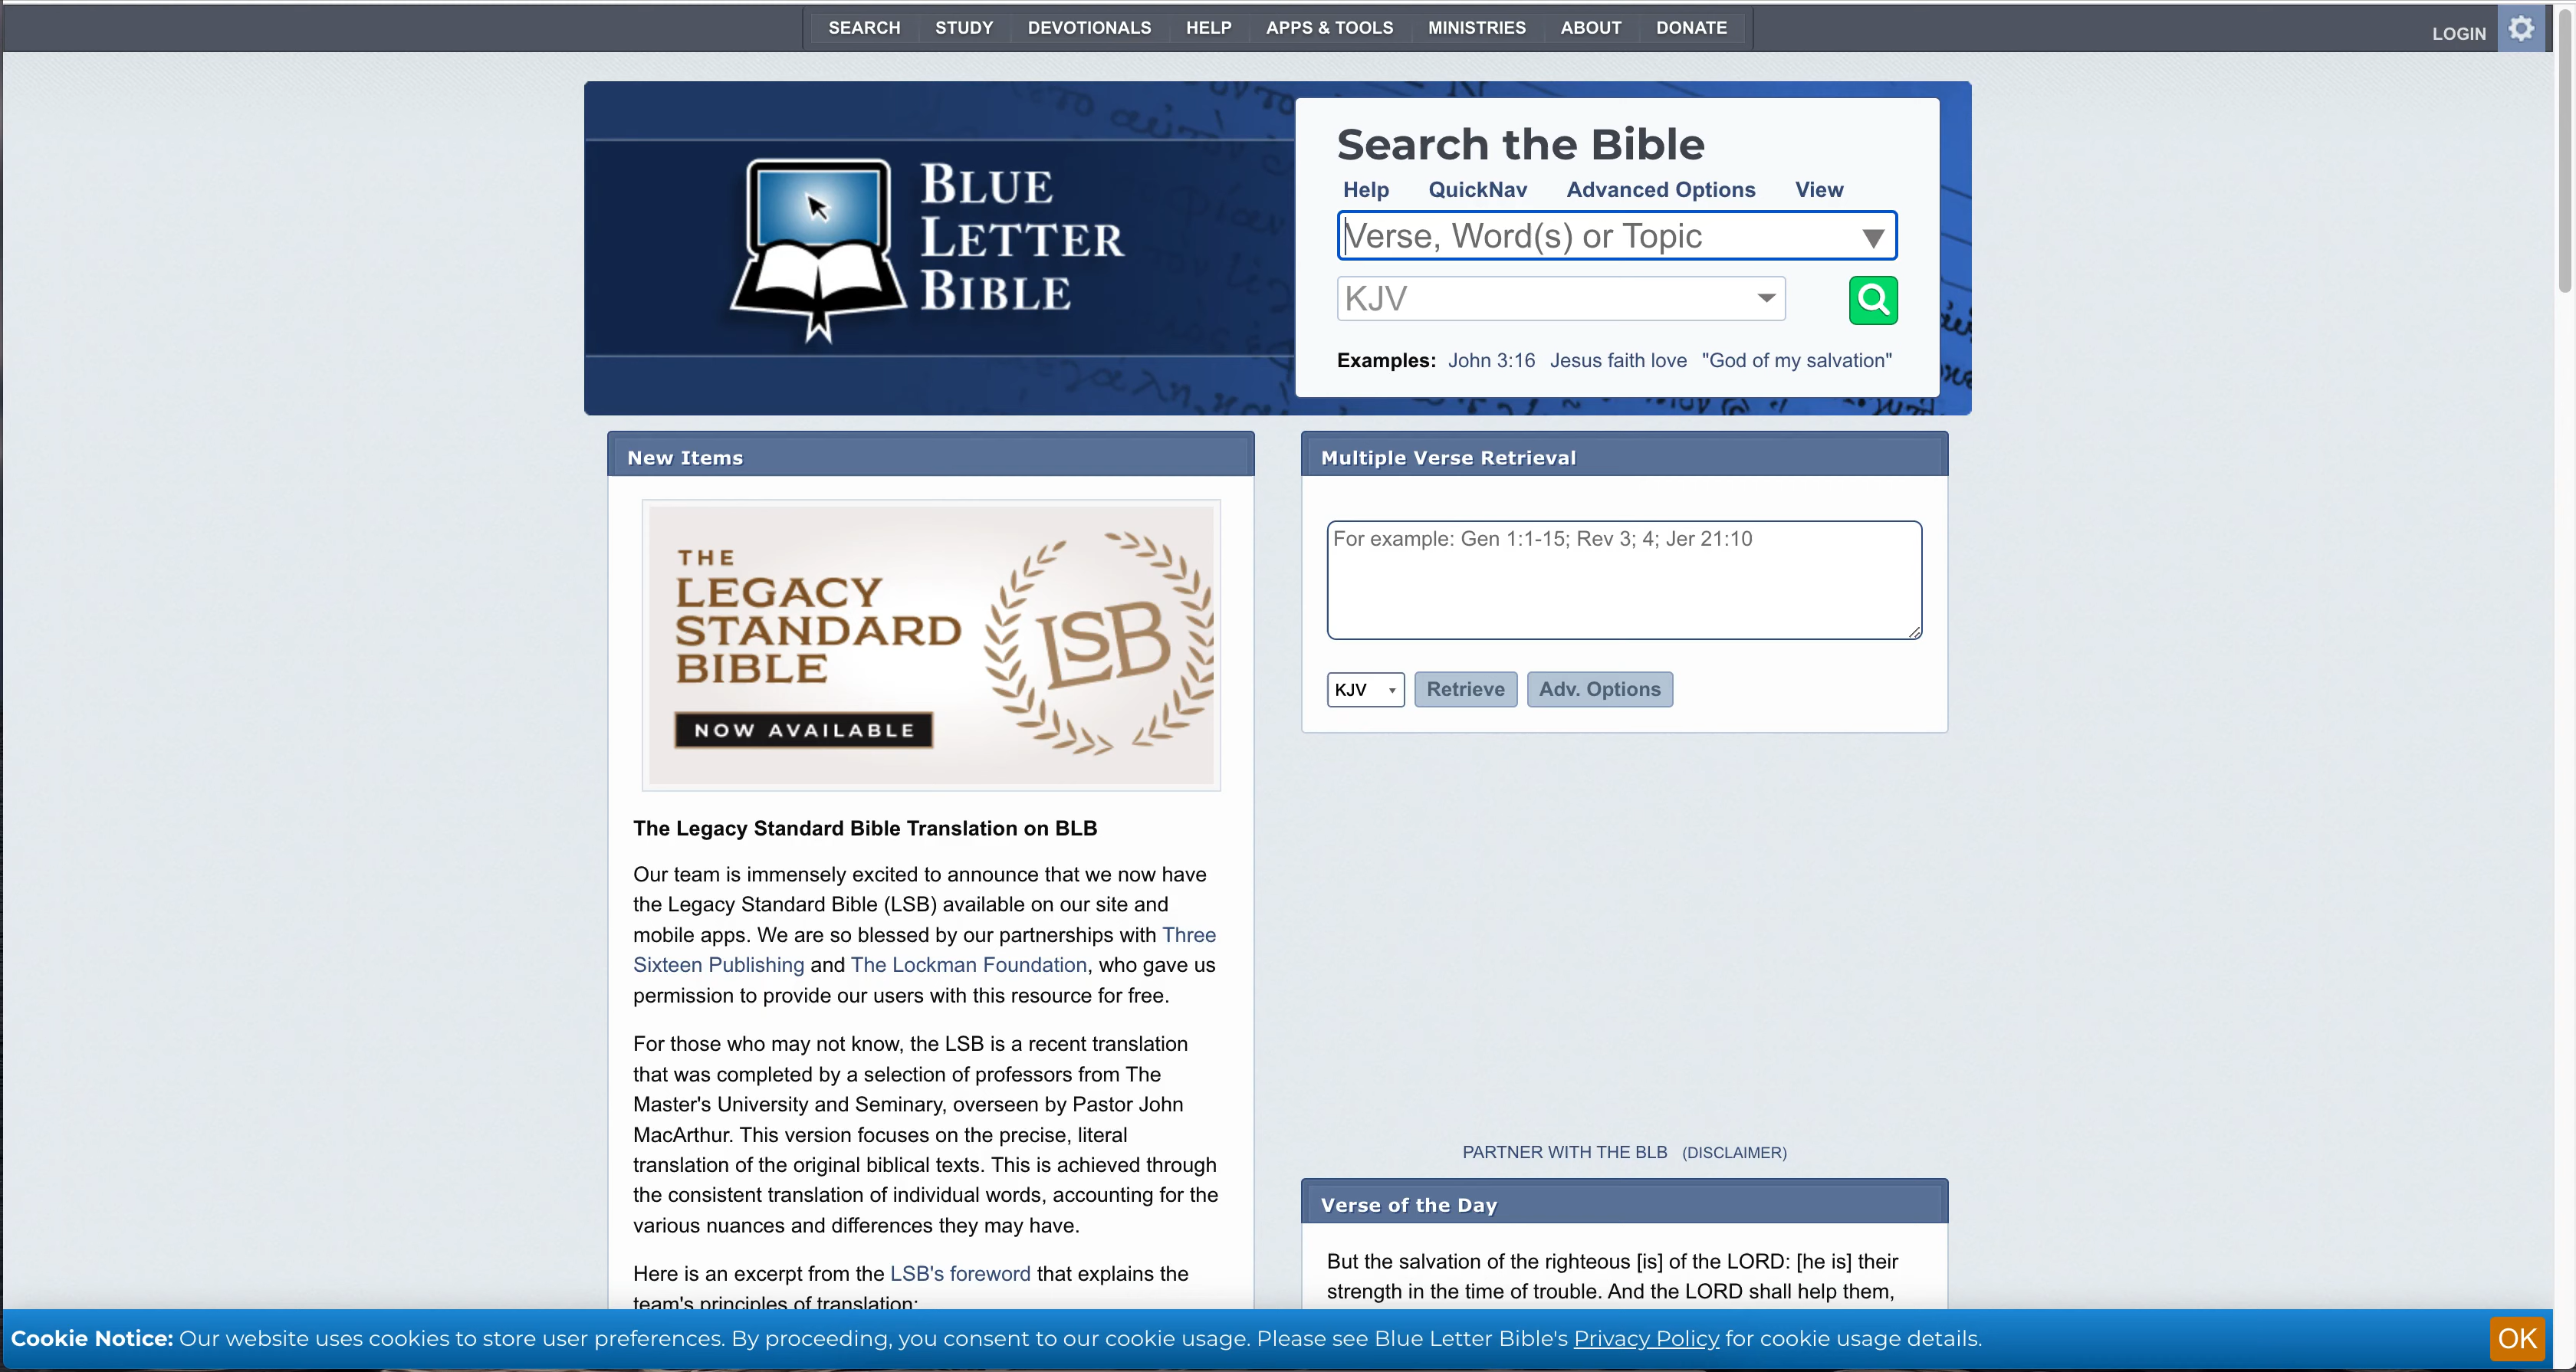 SEARCH STUDY DEVOTIONALS HELP APPS & TOOLS MINISTRIES ABOUT DONATE
LOGIN
BLUE
LETTER
BIBLE
Search the Bible
Help QuickNav Advanced Options View
Verse, Word(s) or Topic
KJV
Examples: John 3:16 Jesus faith love "God of my salvation"
New Items
THE
LEGACY
STANDARD
BIBLE
NOW AVAILABLE
LSB
The Legacy Standard Bible Translation on BLB
Our team is immensely excited to announce that we now have
the Legacy Standard Bible (LSB) available on our site and
mobile apps. We are so blessed by our partnerships with Three
Sixteen Publishing and The Lockman Foundation, who gave us
permission to provide our users with this resource for free.
For those who may not know, the LSB is a recent translation
that was completed by a selection of professors from The
Master's University and Seminary, overseen by Pastor John
MacArthur. This version focuses on the precise, literal
translation of the original biblical texts. This is achieved through
the consistent translation of individual words, accounting for the
various nuances and differences they may have.
Here is an excerpt from the LSB's foreword that explains the
team's principles of translation:
Multiple Verse Retrieval
For example: Gen 1:1-15; Rev 3; 4; Jer 21:10
KJV Retrieve Adv. Options
PARTNER WITH THE BLB (DISCLAIMER)
Verse of the Day
But the salvation of the righteous [is] of the LORD: [he is] their
strength in the time of trouble. And the LORD shall help them,
Cookie Notice: Our website uses cookies to store user preferences. By proceeding, you consent to our cookie usage. Please see Blue Letter Bible's Privacy Policy for cookie usage details.
OK